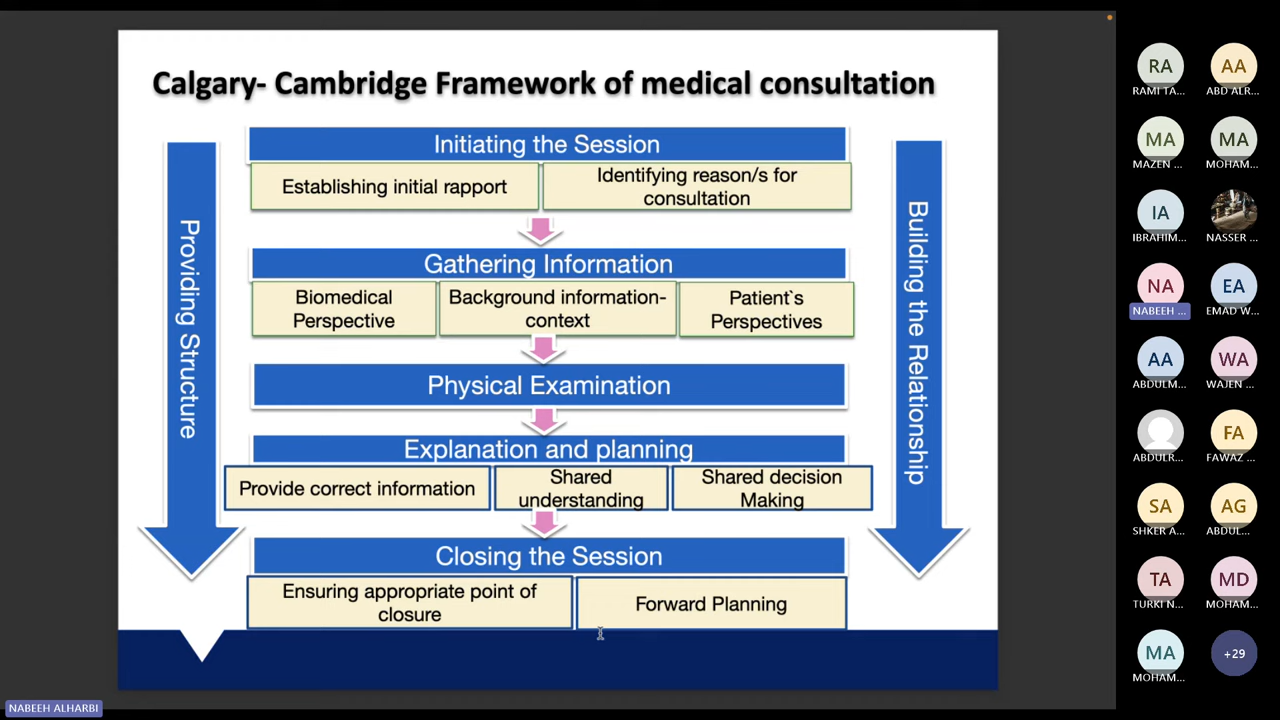 Calgary- Cambridge Framework of medical consultation
Providing Structure
Building the Relationship
Initiating the Session
Establishing initial rapport
Identifying reason/s for
consultation
Gathering Information
Biomedical
Perspective
Background information-
context
Patient`s
Perspectives
Physical Examination
Explanation and planning
Provide correct information
Shared
understanding
Shared decision
Making
Closing the Session
Ensuring appropriate point of
closure
Forward Planning
NABEEH ALHARBI
RA
RAMI TA...
AA
ABD ALR...
MA
MAZEN ...
MA
MOHAM...
IA
IBRAHIM...
NASSER ...
NA
NABEEH ...
EA
EMAD W...
AA
ABDULM...
WA
WAJEN ...
ABDULR...
FA
FAWAZ ...
SA
SHKER A...
AG
ABDUL...
TA
TURKI N...
MD
MOHAM...
MA
MOHAM...
+29